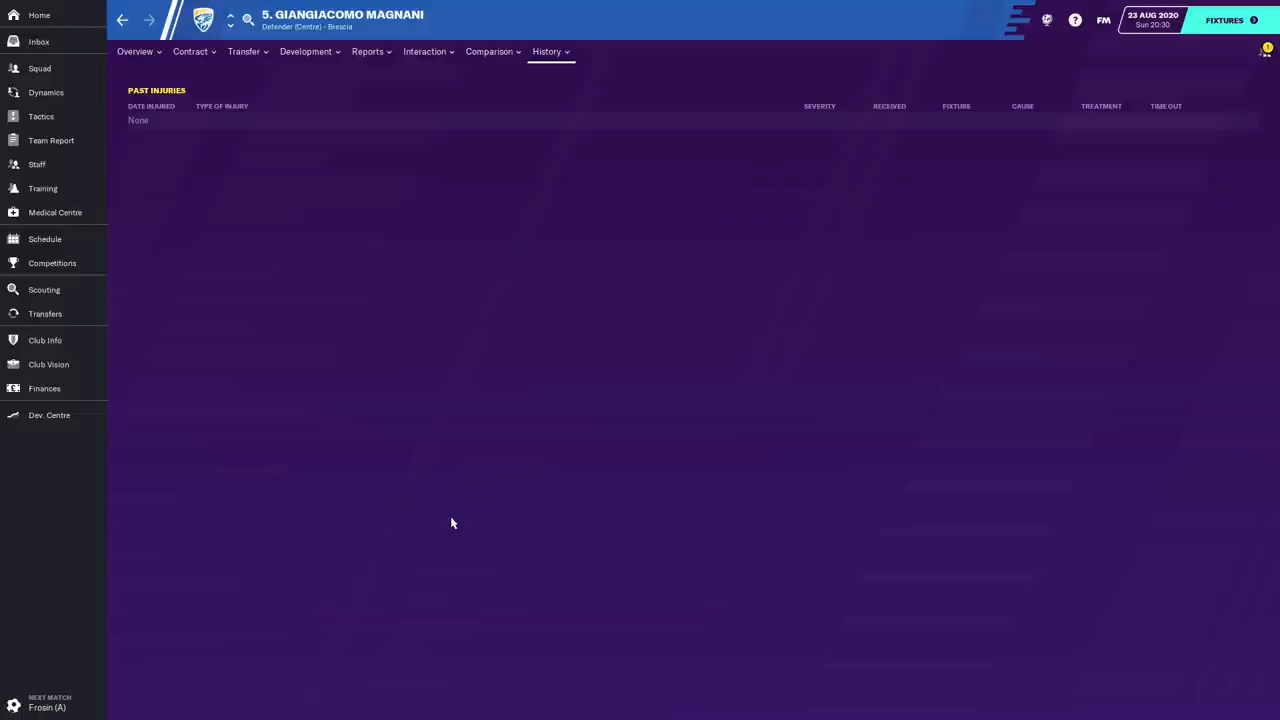 Home
5. GIANGIACOMO MAGNANI
Defender (Centre) - Brescia
? FM
23 AUG 2020
Sun 20:30
FIXTURES
Overview Contract Transfer Development Reports Interaction Comparison History
1
Inbox
Squad
Dynamics
Tactics
Team Report
Staff
Training
Medical Centre
Schedule
Competitions
Scouting
Transfers
Club Info
Club Vision
Finances
Dev. Centre
NEXT MATCH
Frosin (A)
PAST INJURIES
DATE INJURED TYPE OF INJURY SEVERITY RECEIVED FIXTURE CAUSE TREATMENT TIME OUT
None